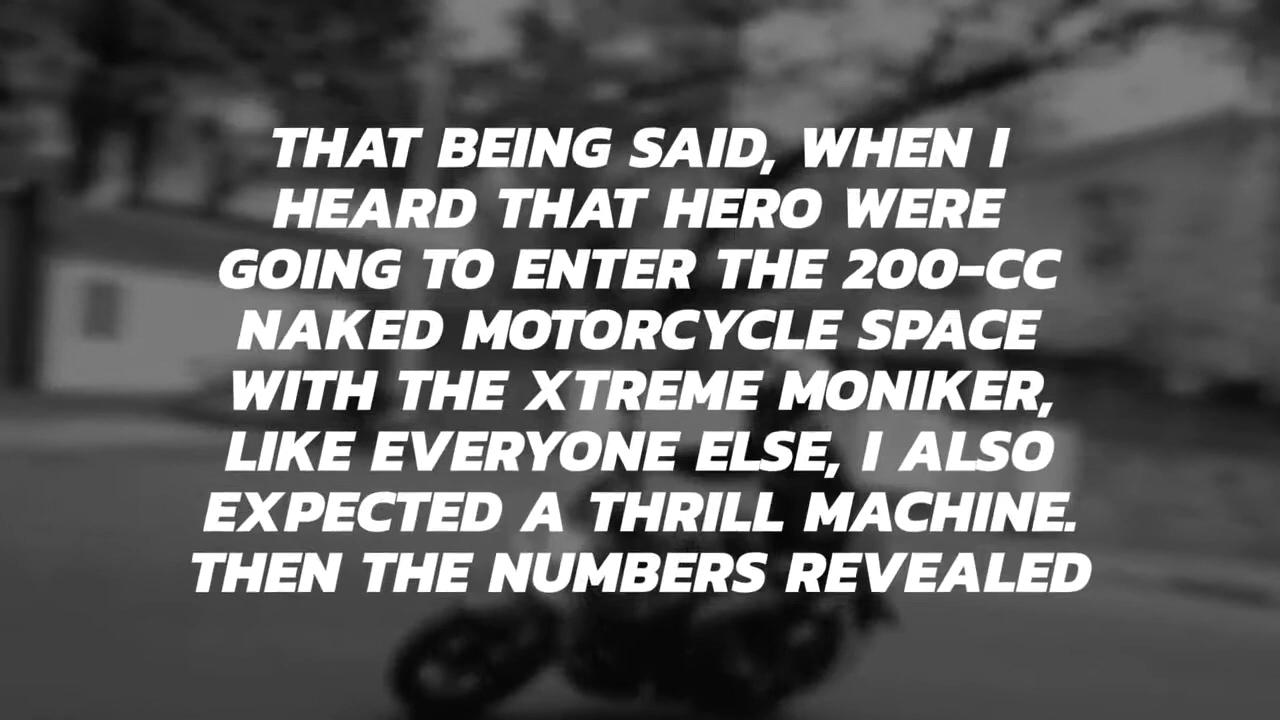 THAT BEING SAID, WHEN I
HEARD THAT HERO WERE
GOING TO ENTER THE 200-CC
NAKED MOTORCYCLE SPACE
WITH THE XTREME MONIKER,
LIKE EVERYONE ELSE, I ALSO
EXPECTED A THRILL MACHINE.
THEN THE NUMBERS REVEALED